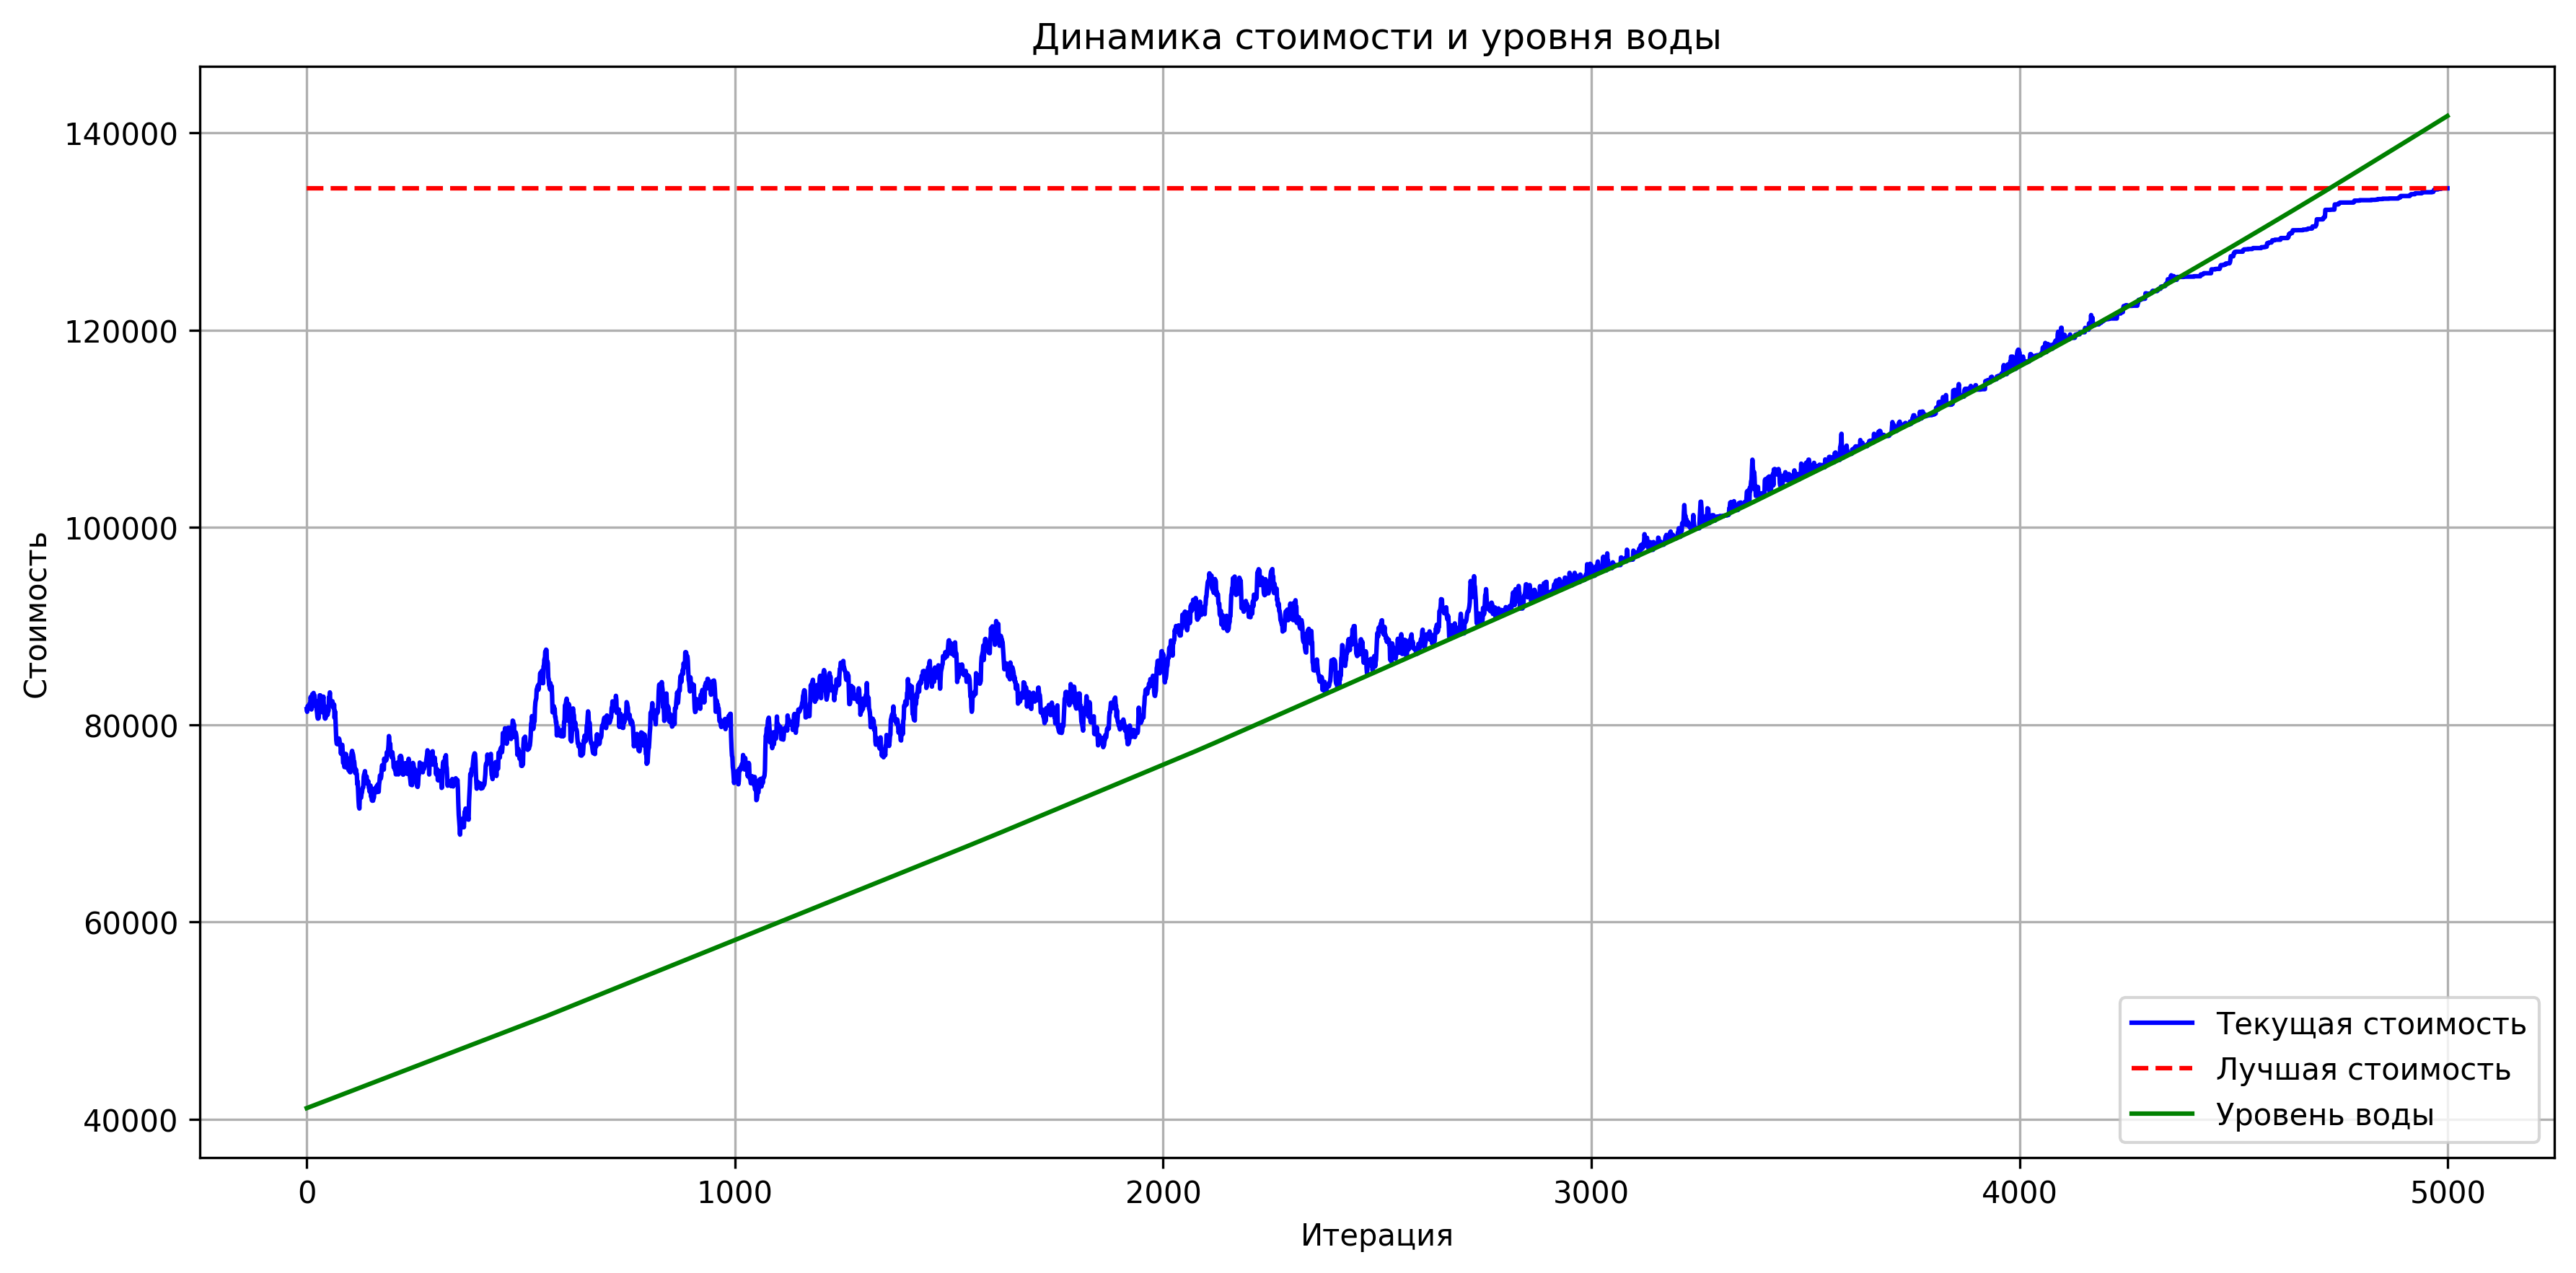 Динамика стоимости и уровня воды
140000
120000
100000
80000
60000
40000
Стоимость
0 1000 2000 3000 4000 5000
Итерация
Текущая стоимость
Лучшая стоимость
Уровень воды